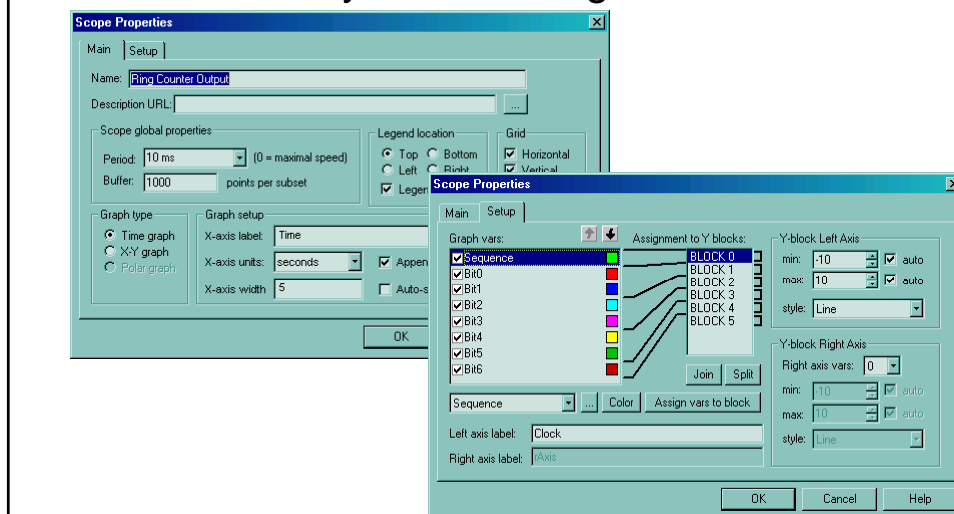 Scope Properties
Main Setup
Name: Ring Counter Output
Description URL: ...
Scope global properties
Period: 10 ms (0 = maximal speed)
Buffer: 1000 points per subset
Legend location
Top Bottom
Left Right
Grid
Horizontal
Vertical
Graph type
Time graph
X-Y graph
Polar graph
Graph setup
X-axis label: Time
X-axis units: seconds
X-axis width 5
OK
Scope Properties
Main Setup
Graph vars:
Sequence
Bit0
Bit1
Bit2
Bit3
Bit4
Bit5
Bit6
Assignment to Y blocks:
BLOCK 0
BLOCK 1
BLOCK 2
BLOCK 3
BLOCK 4
BLOCK 5
Join Split
Sequence ... Color Assign vars to block
Left axis label: Clock
Right axis label: rAxis
Y-block Left Axis
min: -10 auto
max: 10 auto
style: Line
Y-block Right Axis
Right axis vars: 0
min: -10 auto
max: 10 auto
style: Line
OK Cancel Help